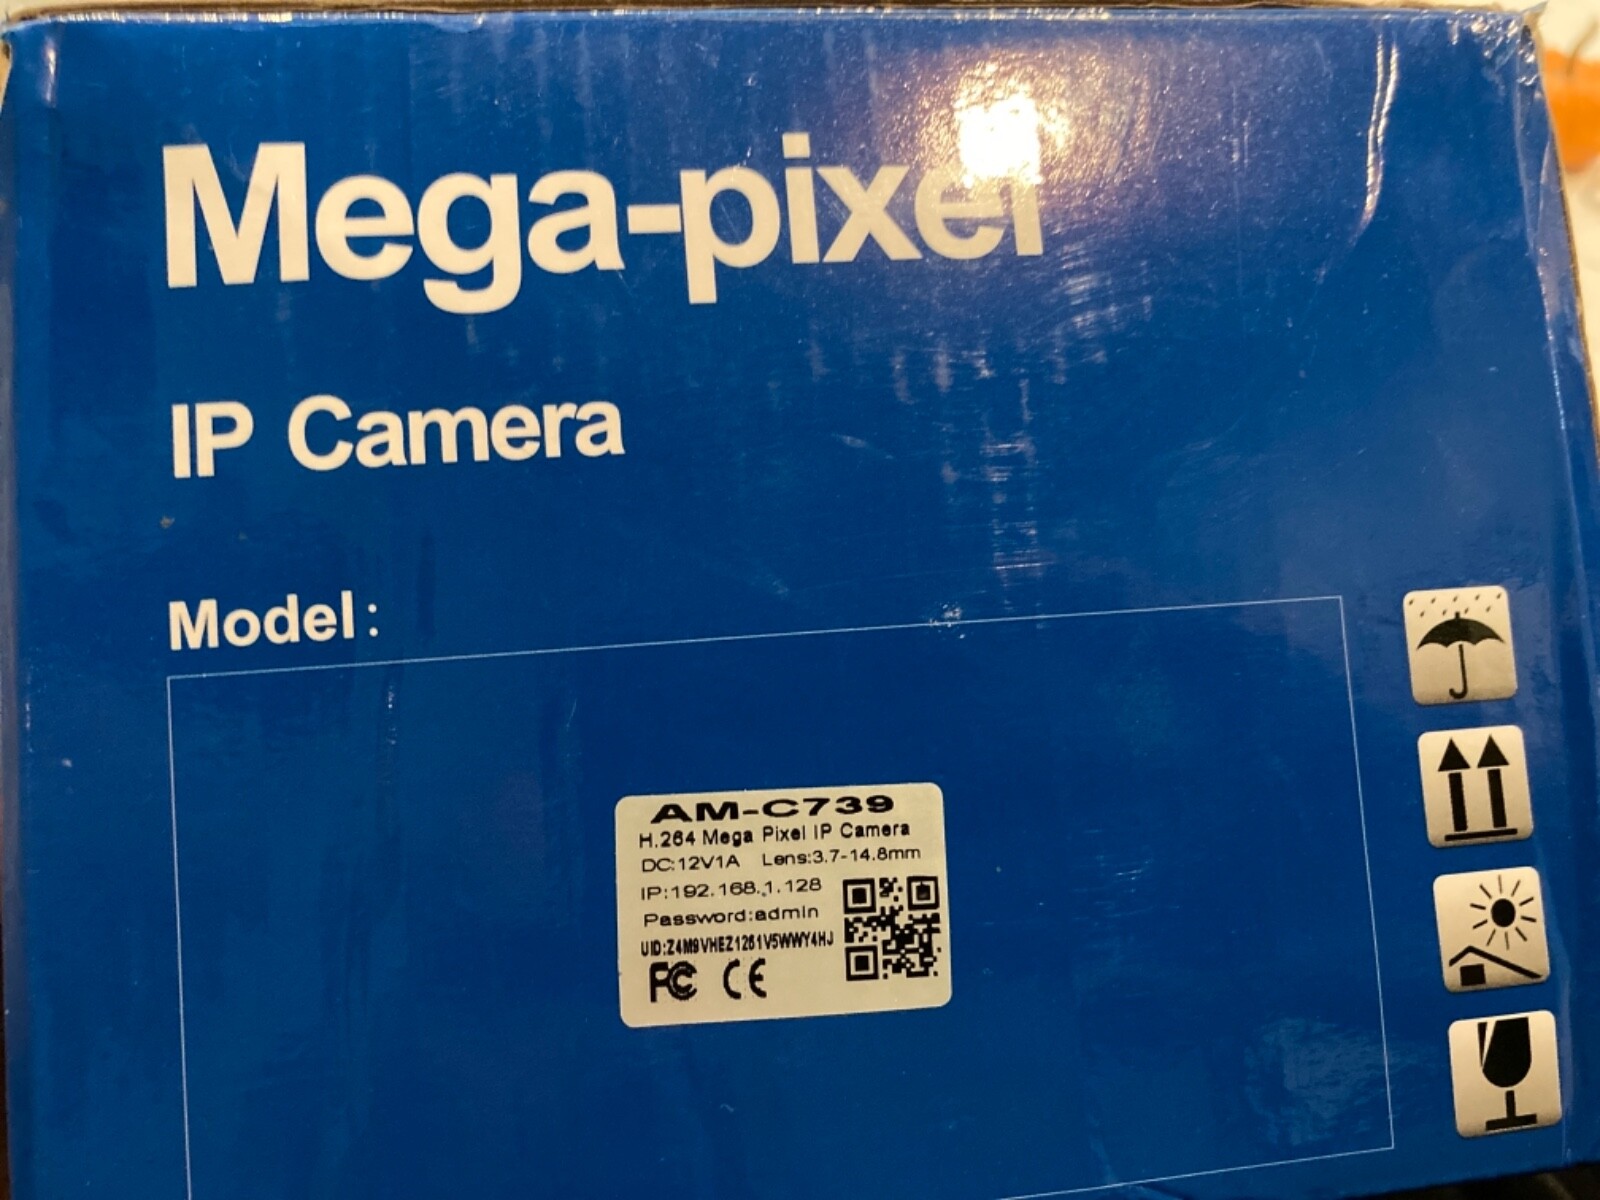 Mega-pixel
IP Camera
Model:
AM-C739
H.264 Mega Pixel IP Camera
DC:12V1A Lens:3.7-14.8mm
IP:192.168.1.128
Password:admin
UID:Z4M9VHEZ1261V5WWY4HJ
FC CE